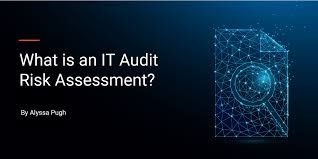 What is an IT Audit
Risk Assessment?
By Alyssa Pugh